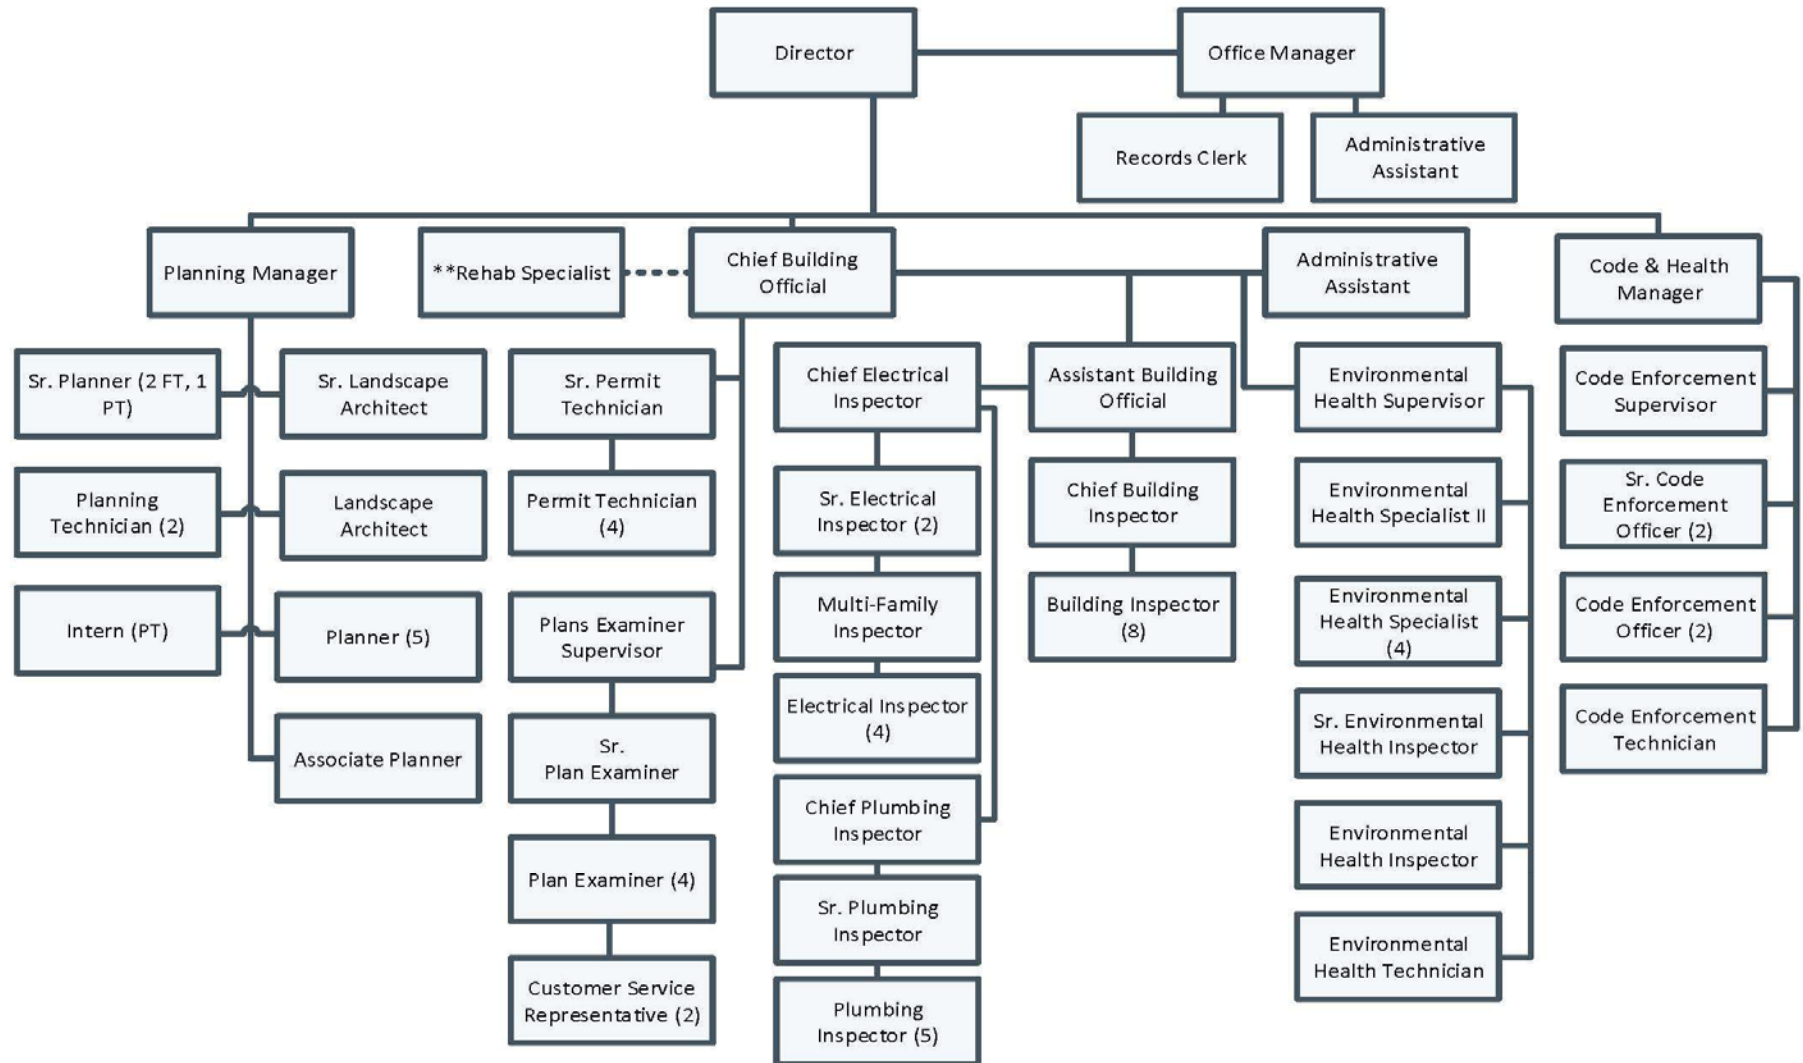 Director
Office Manager
Records Clerk
Administrative
Assistant
Planning Manager
**Rehab Specialist
Chief Building
Official
Administrative
Assistant
Code & Health
Manager
Sr. Planner (2 FT, 1
PT)
Sr. Landscape
Architect
Planning
Technician (2)
Landscape
Architect
Intern (PT)
Planner (5)
Associate Planner
Sr. Permit
Technician
Permit Technician
(4)
Plans Examiner
Supervisor
Sr.
Plan Examiner
Plan Examiner (4)
Customer Service
Representative (2)
Chief Electrical
Inspector
Sr. Electrical
Inspector (2)
Multi-Family
Inspector
Electrical Inspector
(4)
Chief Plumbing
Inspector
Sr. Plumbing
Inspector
Plumbing
Inspector (5)
Assistant Building
Official
Chief Building
Inspector
Building Inspector
(8)
Environmental
Health Supervisor
Environmental
Health Specialist II
Environmental
Health Specialist
(4)
Sr. Environmental
Health Inspector
Environmental
Health Inspector
Environmental
Health Technician
Code Enforcement
Supervisor
Sr. Code
Enforcement
Officer (2)
Code Enforcement
Officer (2)
Code Enforcement
Technician